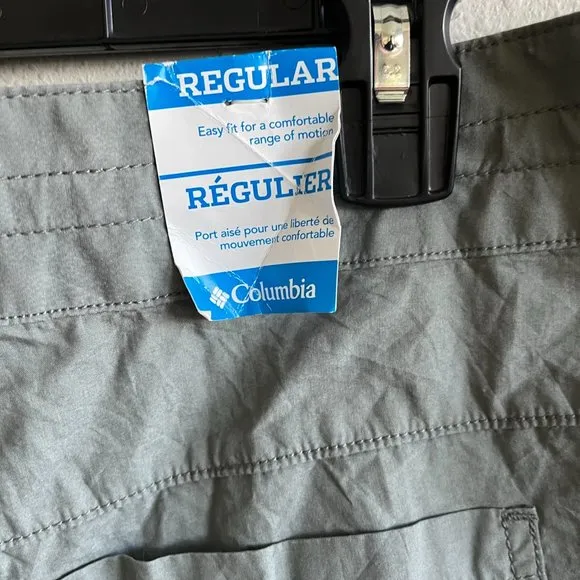 REGULAR
Easy fit for a comfortable
range of motion
RÉGULIER
Port aisé pour une liberté de
mouvement confortable
Columbia